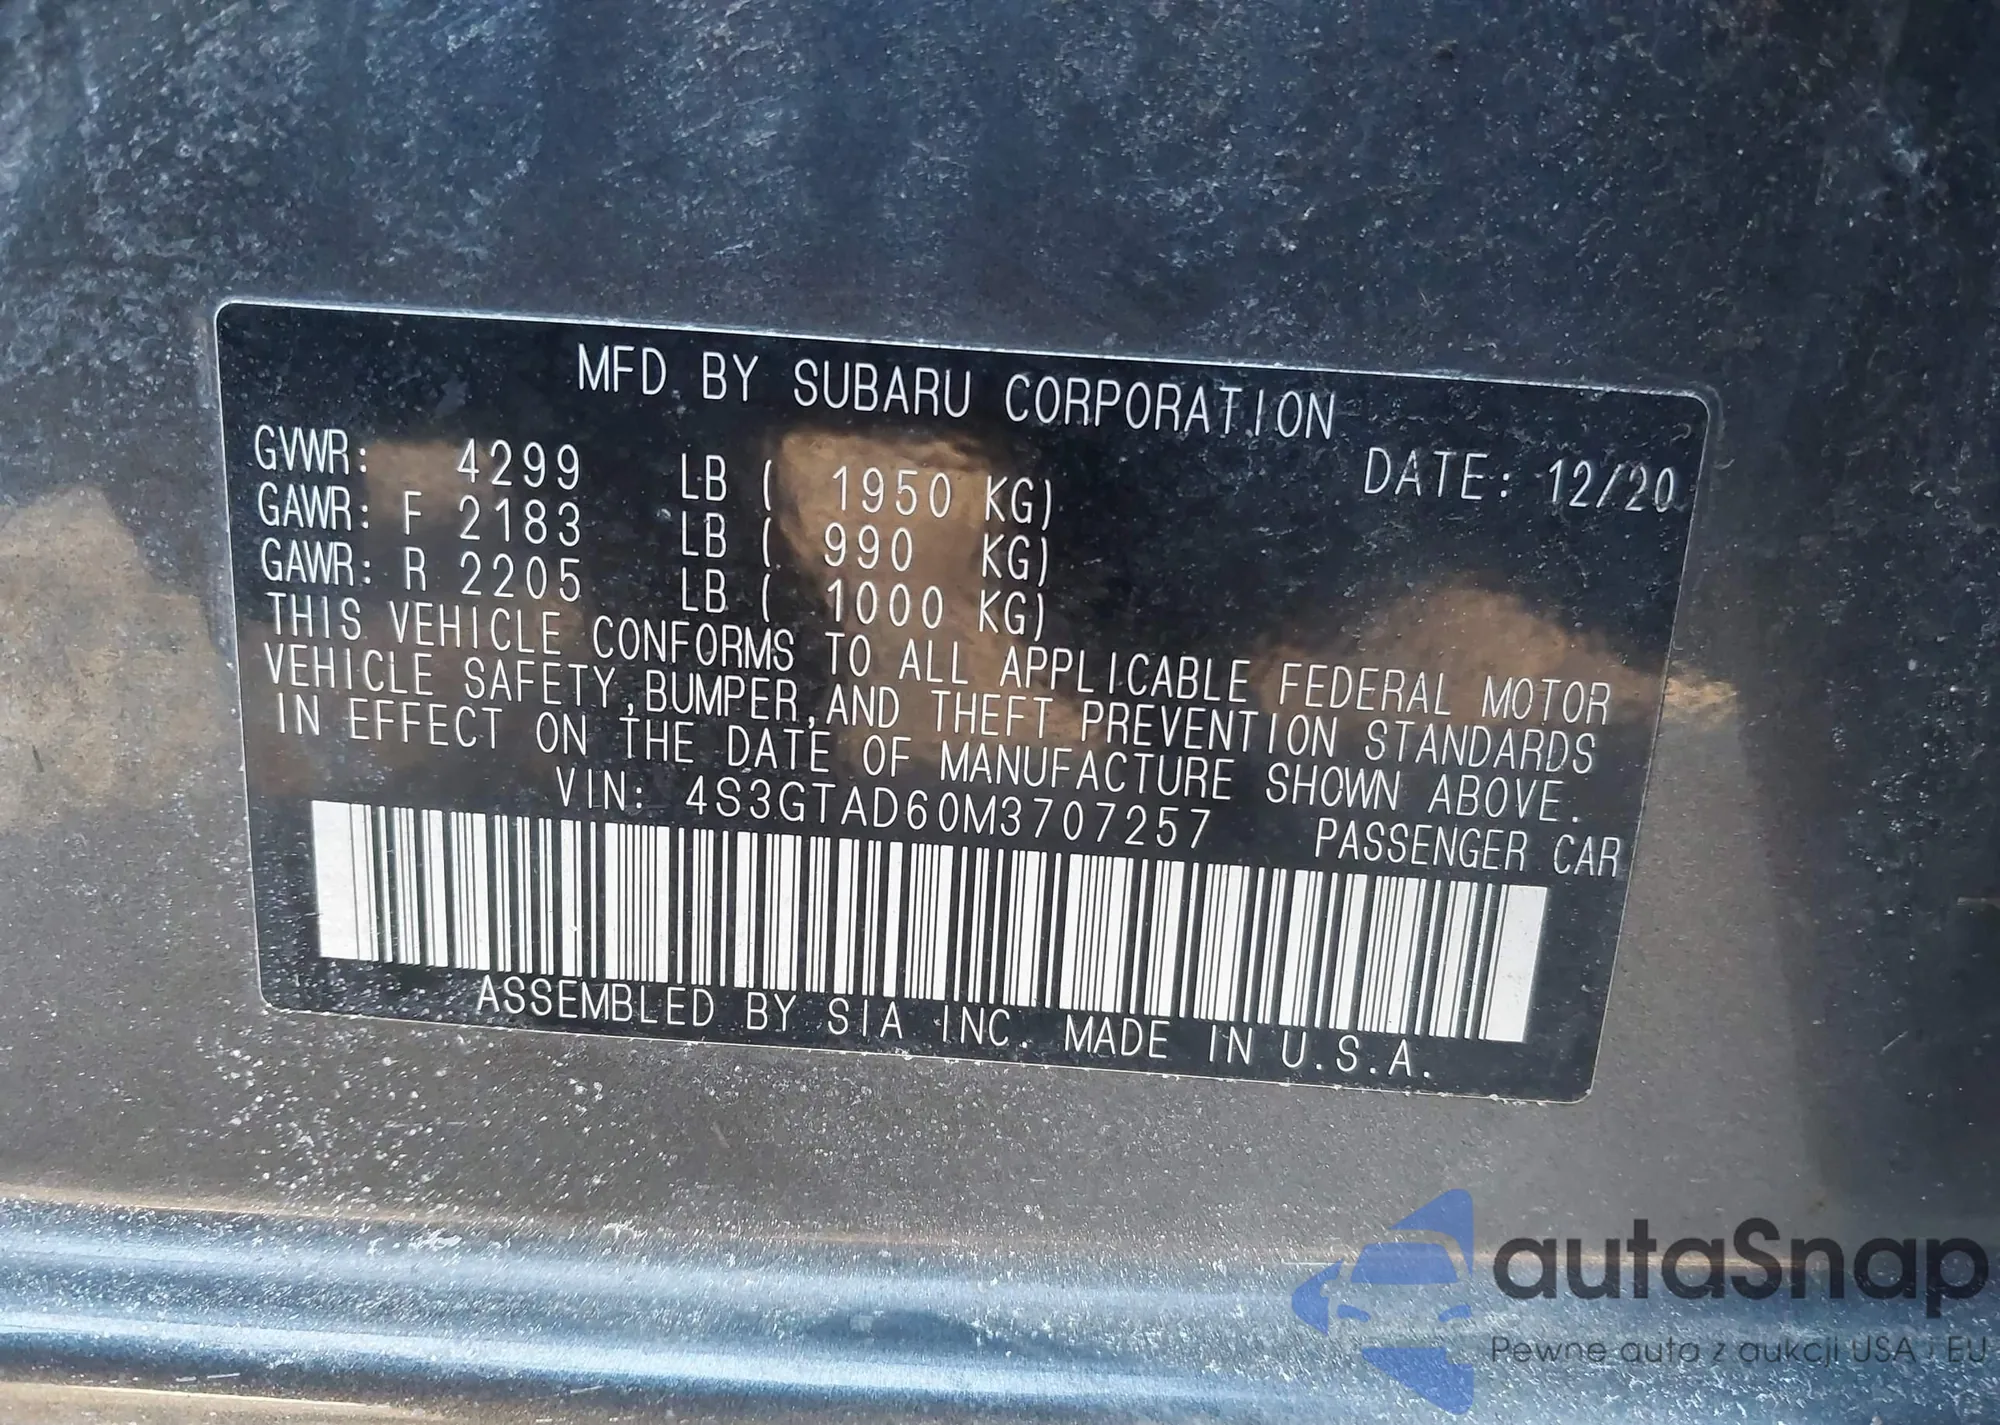 MFD BY SUBARU CORPORATION
GVWR: 4299 LB ( 1950 KG) DATE: 12/20
GAWR: F 2183 LB ( 990 KG)
GAWR: R 2205 LB ( 1000 KG)
THIS VEHICLE CONFORMS TO ALL APPLICABLE FEDERAL MOTOR
VEHICLE SAFETY,BUMPER,AND THEFT PREVENTION STANDARDS
IN EFFECT ON THE DATE OF MANUFACTURE SHOWN ABOVE.
VIN: 4S3GTAD60M3707257 PASSENGER CAR
ASSEMBLED BY SIA INC. MADE IN U.S.A.
autaSnap
Pewne auta z aukcji USA i EU